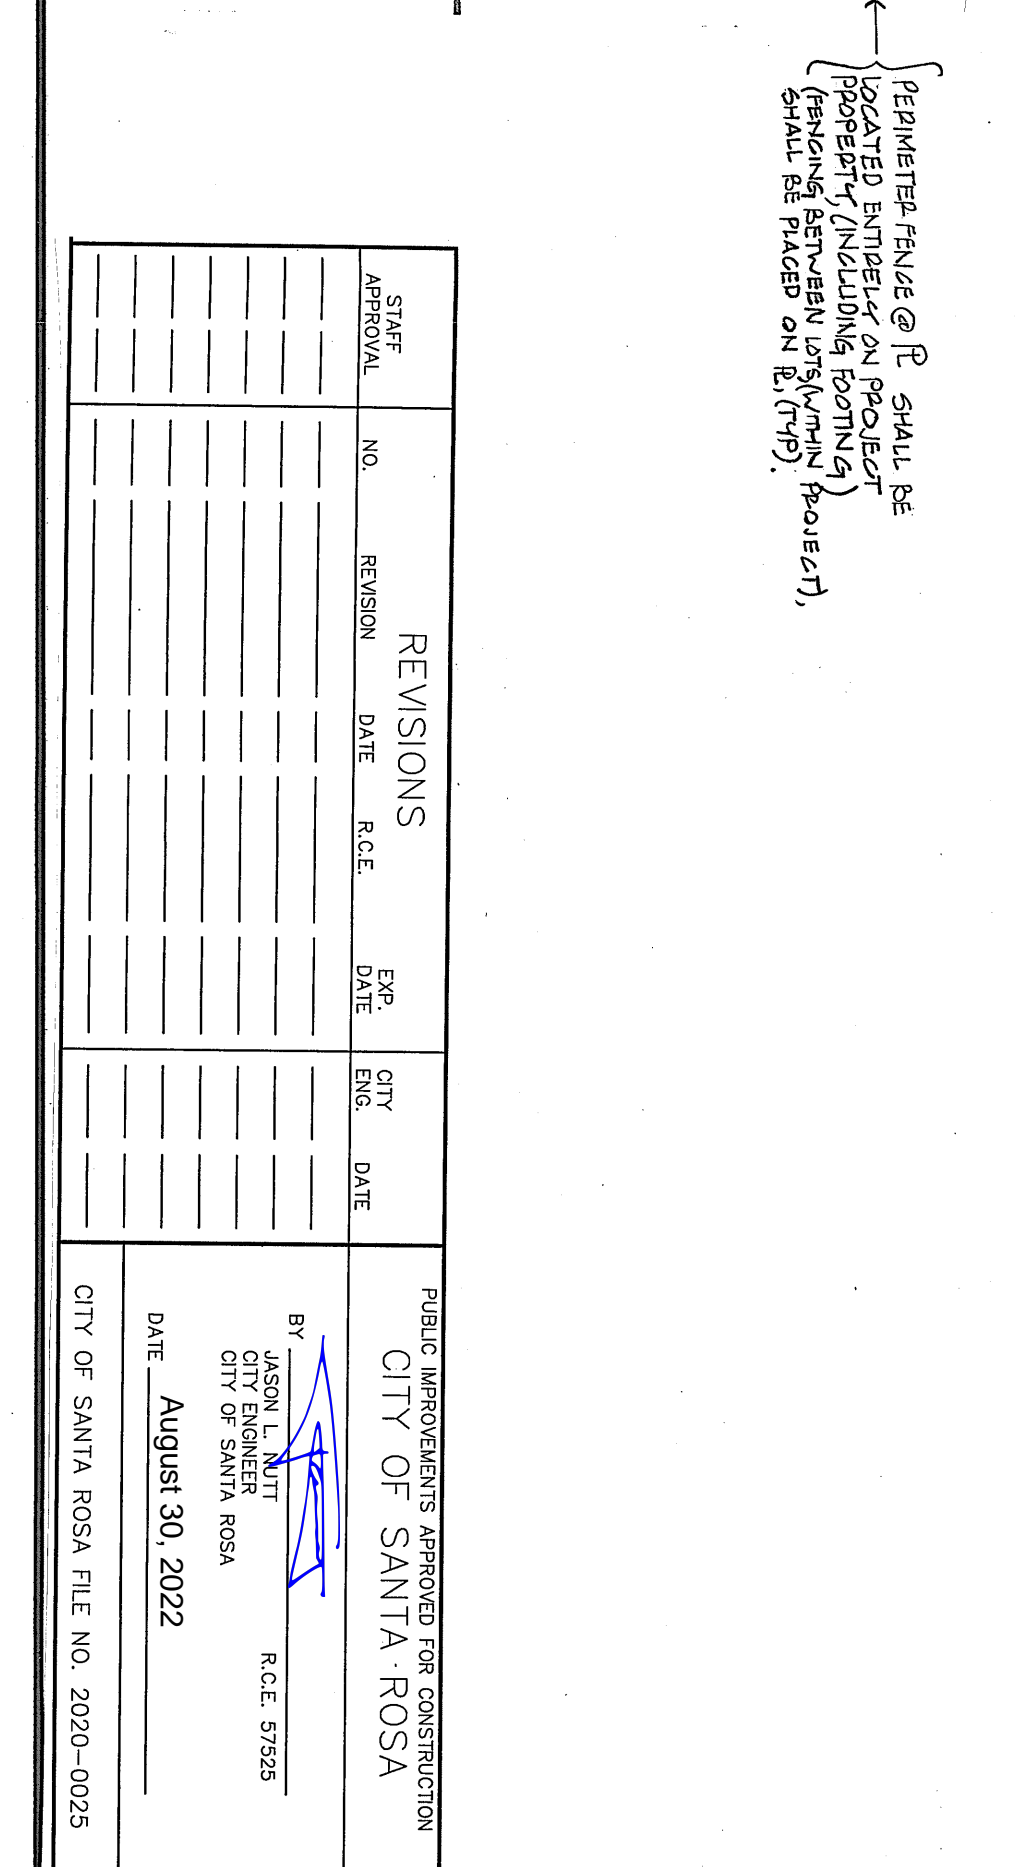 PERIMETER FENCE @ PL SHALL BE
LOCATED ENTIRELY ON PROJECT
PROPERTY, (INCLUDING FOOTING)
(FENCING BETWEEN LOTS, (WITHIN PROJECT),
SHALL BE PLACED ON PL, (TYP).
REVISIONS
STAFF
APPROVAL
NO.
REVISION
DATE
R.C.E.
EXP.
DATE
CITY
ENG.
DATE
PUBLIC IMPROVEMENTS APPROVED FOR CONSTRUCTION
CITY OF SANTA ROSA
BY
JASON L. NUTT
CITY ENGINEER
CITY OF SANTA ROSA
R.C.E. 57525
DATE August 30, 2022
CITY OF SANTA ROSA FILE NO. 2020-0025